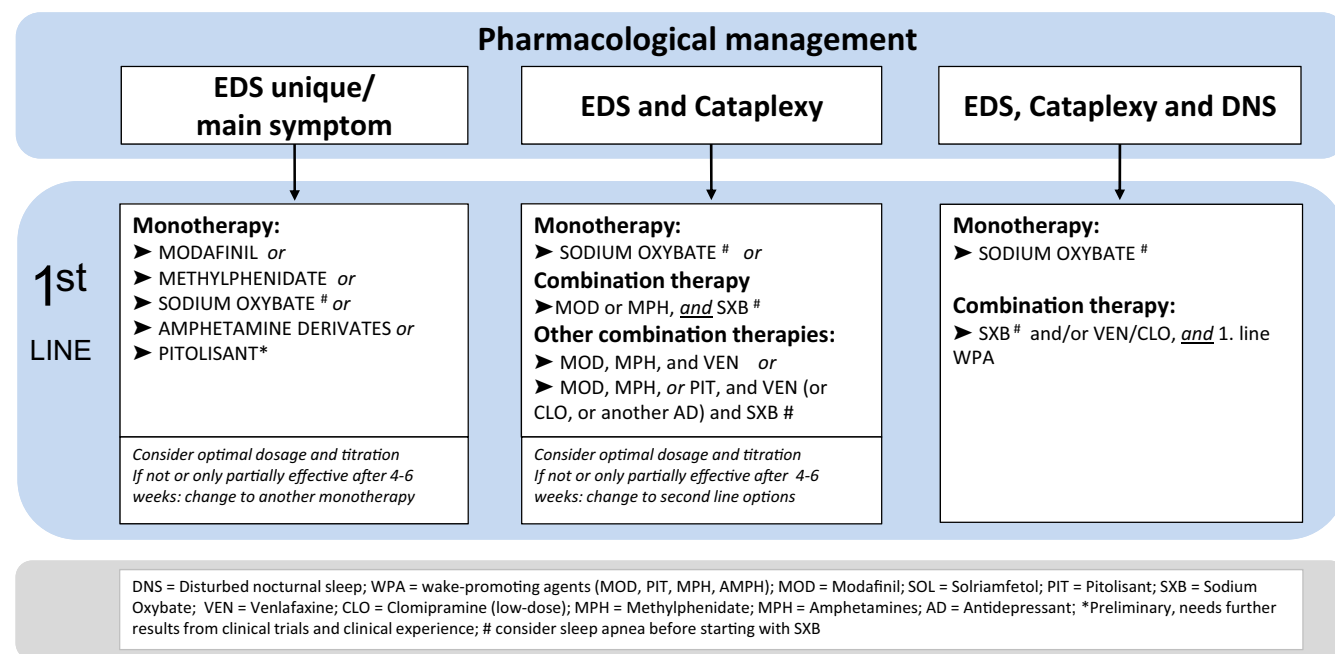 Pharmacological management
EDS unique/
main symptom
EDS and Cataplexy
EDS, Cataplexy and DNS
1st
LINE
Monotherapy:
➤ MODAFINIL or
➤ METHYLPHENIDATE or
➤ SODIUM OXYBATE # or
➤ AMPHETAMINE DERIVATES or
➤ PITOLISANT*
Consider optimal dosage and titration
If not or only partially effective after 4-6
weeks: change to another monotherapy
Monotherapy:
➤ SODIUM OXYBATE # or
Combination therapy
➤MOD or MPH, and SXB #
Other combination therapies:
➤ MOD, MPH, and VEN or
➤ MOD, MPH, or PIT, and VEN (or
CLO, or another AD) and SXB #
Consider optimal dosage and titration
If not or only partially effective after 4-6
weeks: change to second line options
Monotherapy:
➤ SODIUM OXYBATE #
Combination therapy:
➤ SXB # and/or VEN/CLO, and 1. line
WPA
DNS = Disturbed nocturnal sleep; WPA = wake-promoting agents (MOD, PIT, MPH, AMPH); MOD = Modafinil; SOL = Solriamfetol; PIT = Pitolisant; SXB = Sodium
Oxybate; VEN = Venlafaxine; CLO = Clomipramine (low-dose); MPH = Methylphenidate; MPH = Amphetamines; AD = Antidepressant; *Preliminary, needs further
results from clinical trials and clinical experience; # consider sleep apnea before starting with SXB